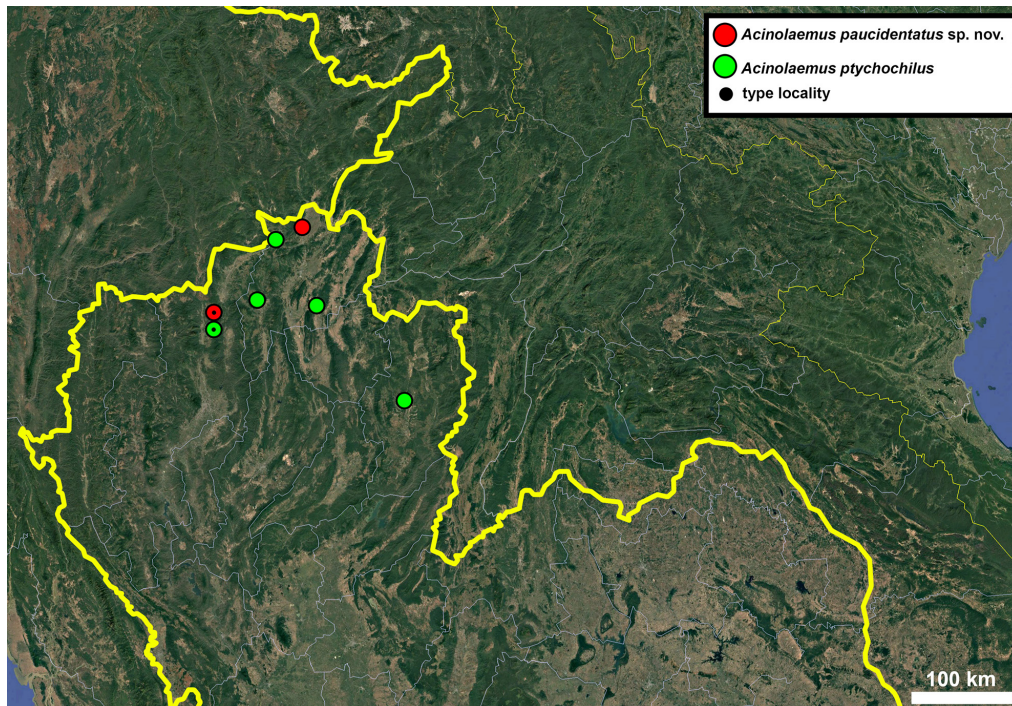 Acinolaemus paucidentatus sp. nov.
Acinolaemus ptychochilus
type locality
100 km